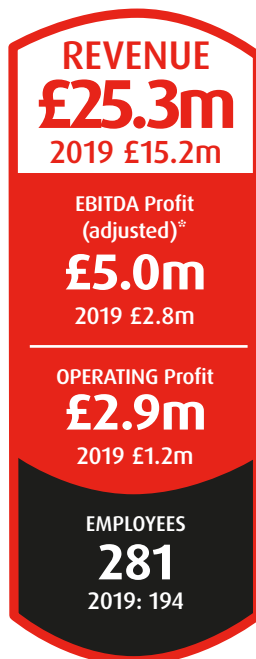 REVENUE
£25.3m
2019 £15.2m
EBITDA Profit
(adjusted)*
£5.0m
2019 £2.8m
OPERATING Profit
£2.9m
2019 £1.2m
EMPLOYEES
281
2019: 194